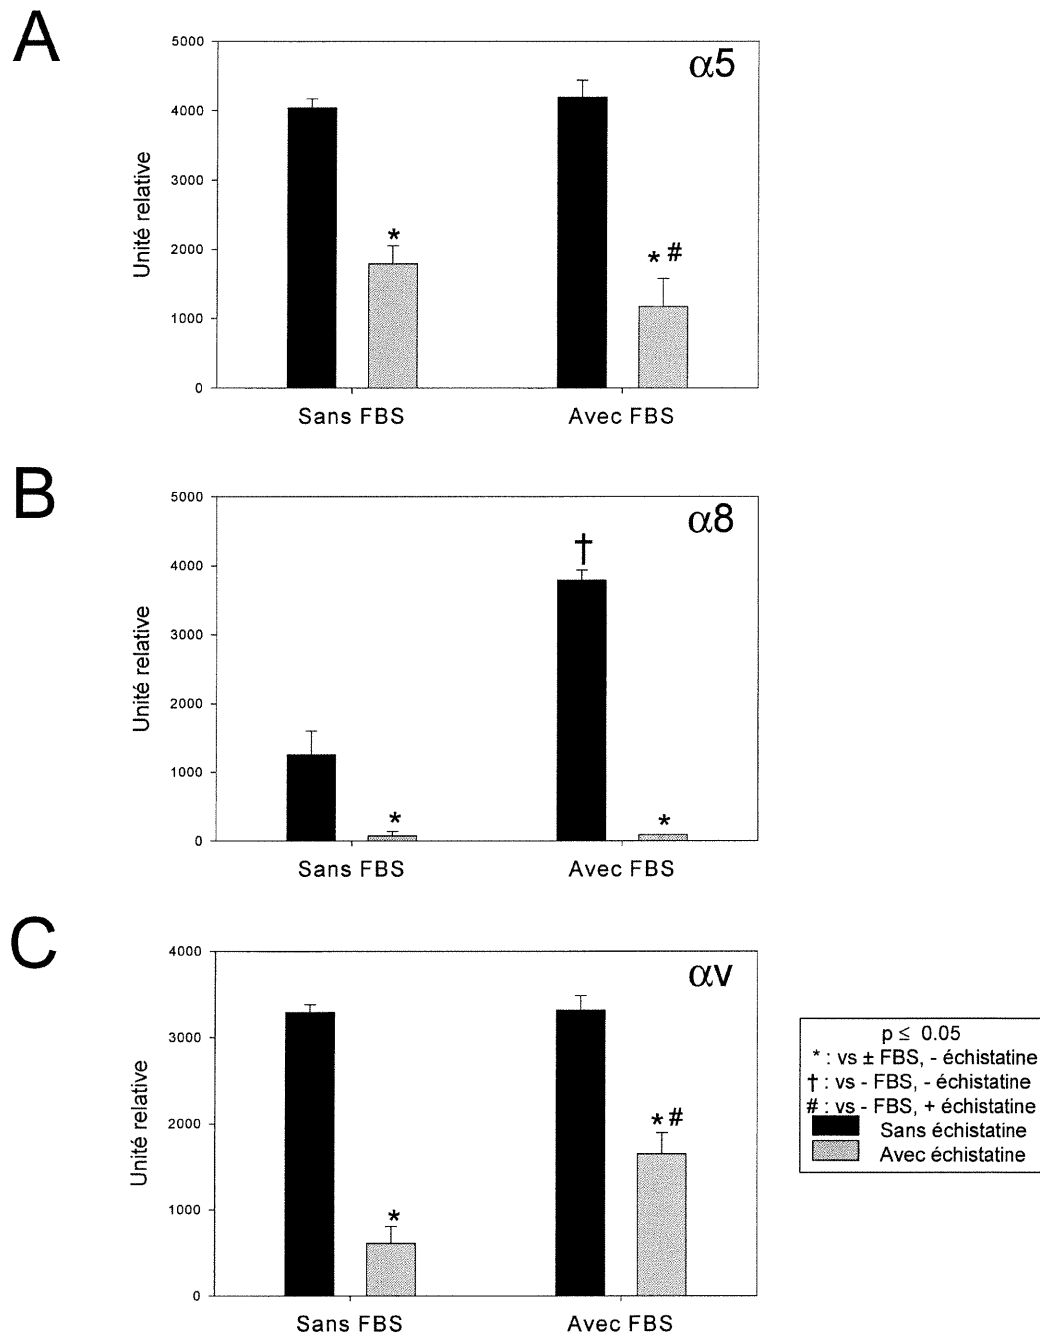 A
α5
5000
4000
3000
2000
1000
0
Unité relative
*
* #
Sans FBS
Avec FBS
B
α8
5000
4000
3000
2000
1000
0
Unité relative
†
*
*
Sans FBS
Avec FBS
C
αv
4000
3000
2000
1000
0
Unité relative
*
* #
Sans FBS
Avec FBS
p ≤ 0.05
* : vs ± FBS, - échistatine
† : vs - FBS, - échistatine
# : vs - FBS, + échistatine
Sans échistatine
Avec échistatine